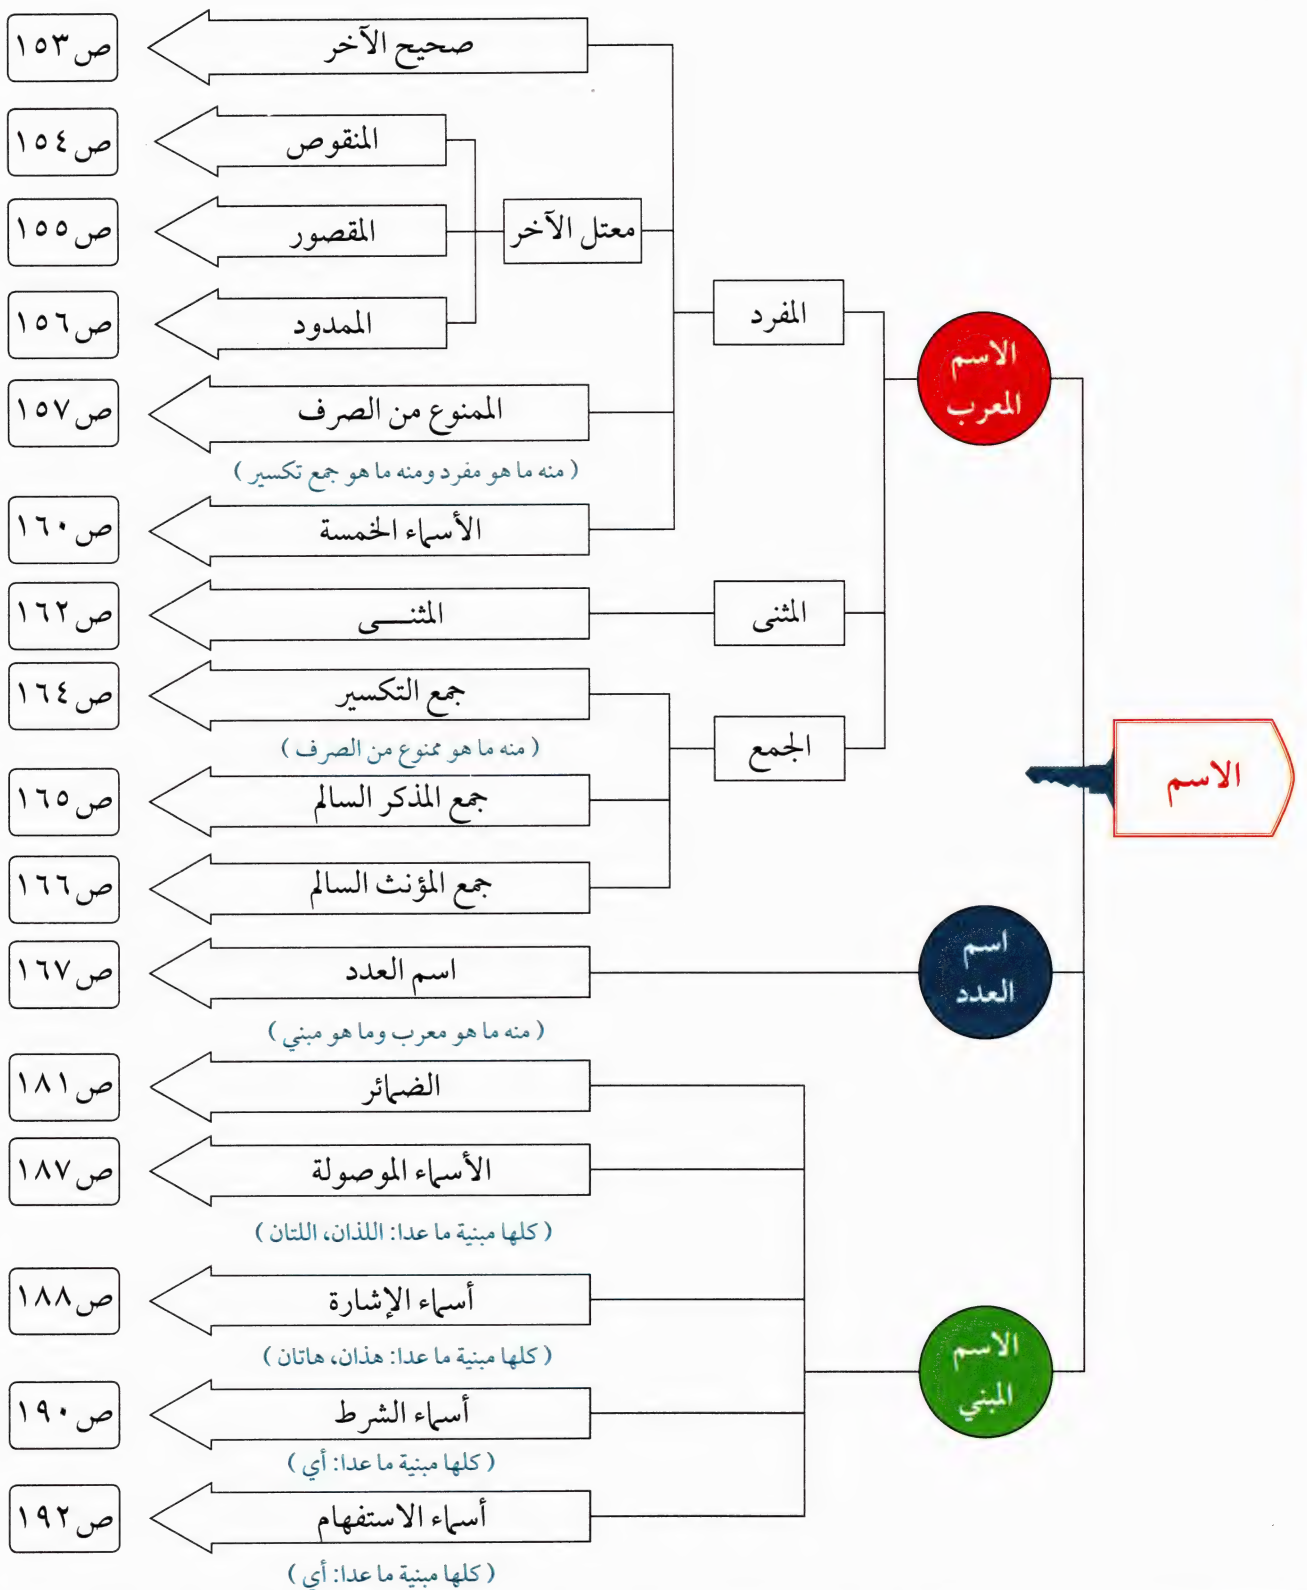 الاسم
الاسم
المعرب
المفرد
صحيح الآخر
ص ١٥٣
معتل الآخر
المنقوص
ص ١٥٤
المقصور
ص ١٥٥
الممدود
ص ١٥٦
الممنوع من الصرف
ص ١٥٧
( منه ما هو مفرد ومنه ما هو جمع تكسير )
الأسماء الخمسة
ص ١٦٠
المثنى
المثنــــى
ص ١٦٢
الجمع
جمع التكسير
ص ١٦٤
( منه ما هو ممنوع من الصرف )
جمع المذكر السالم
ص ١٦٥
جمع المؤنث السالم
ص ١٦٦
اسم
العدد
اسم العدد
ص ١٦٧
( منه ما هو معرب وما هو مبني )
الاسم
المبني
الضمائر
ص ١٨١
الأسماء الموصولة
ص ١٨٧
( كلها مبنية ما عدا: اللذان، اللتان )
أسماء الإشارة
ص ١٨٨
( كلها مبنية ما عدا: هذان، هاتان )
أسماء الشرط
ص ١٩٠
( كلها مبنية ما عدا: أي )
أسماء الاستفهام
ص ١٩٢
( كلها مبنية ما عدا: أي )